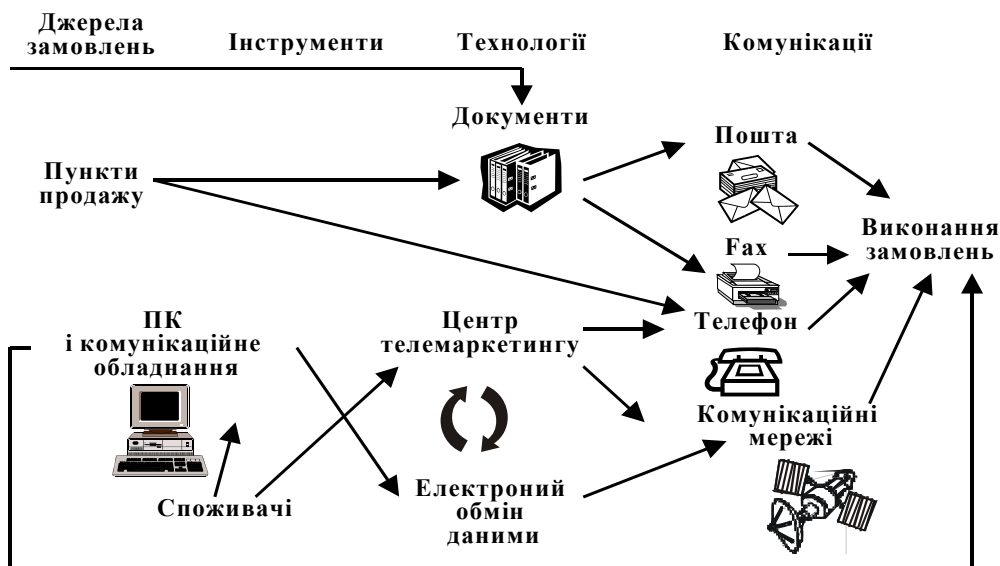 Джерела
замовлень
Інструменти
Технології
Комунікації
Документи
Пошта
Пункти
продажу
Виконання
замовлень
Fax
ПК
і комунікаційне
обладнання
Центр
телемаркетингу
Телефон
Комунікаційні
мережі
Споживачі
Електроний
обмін
даними